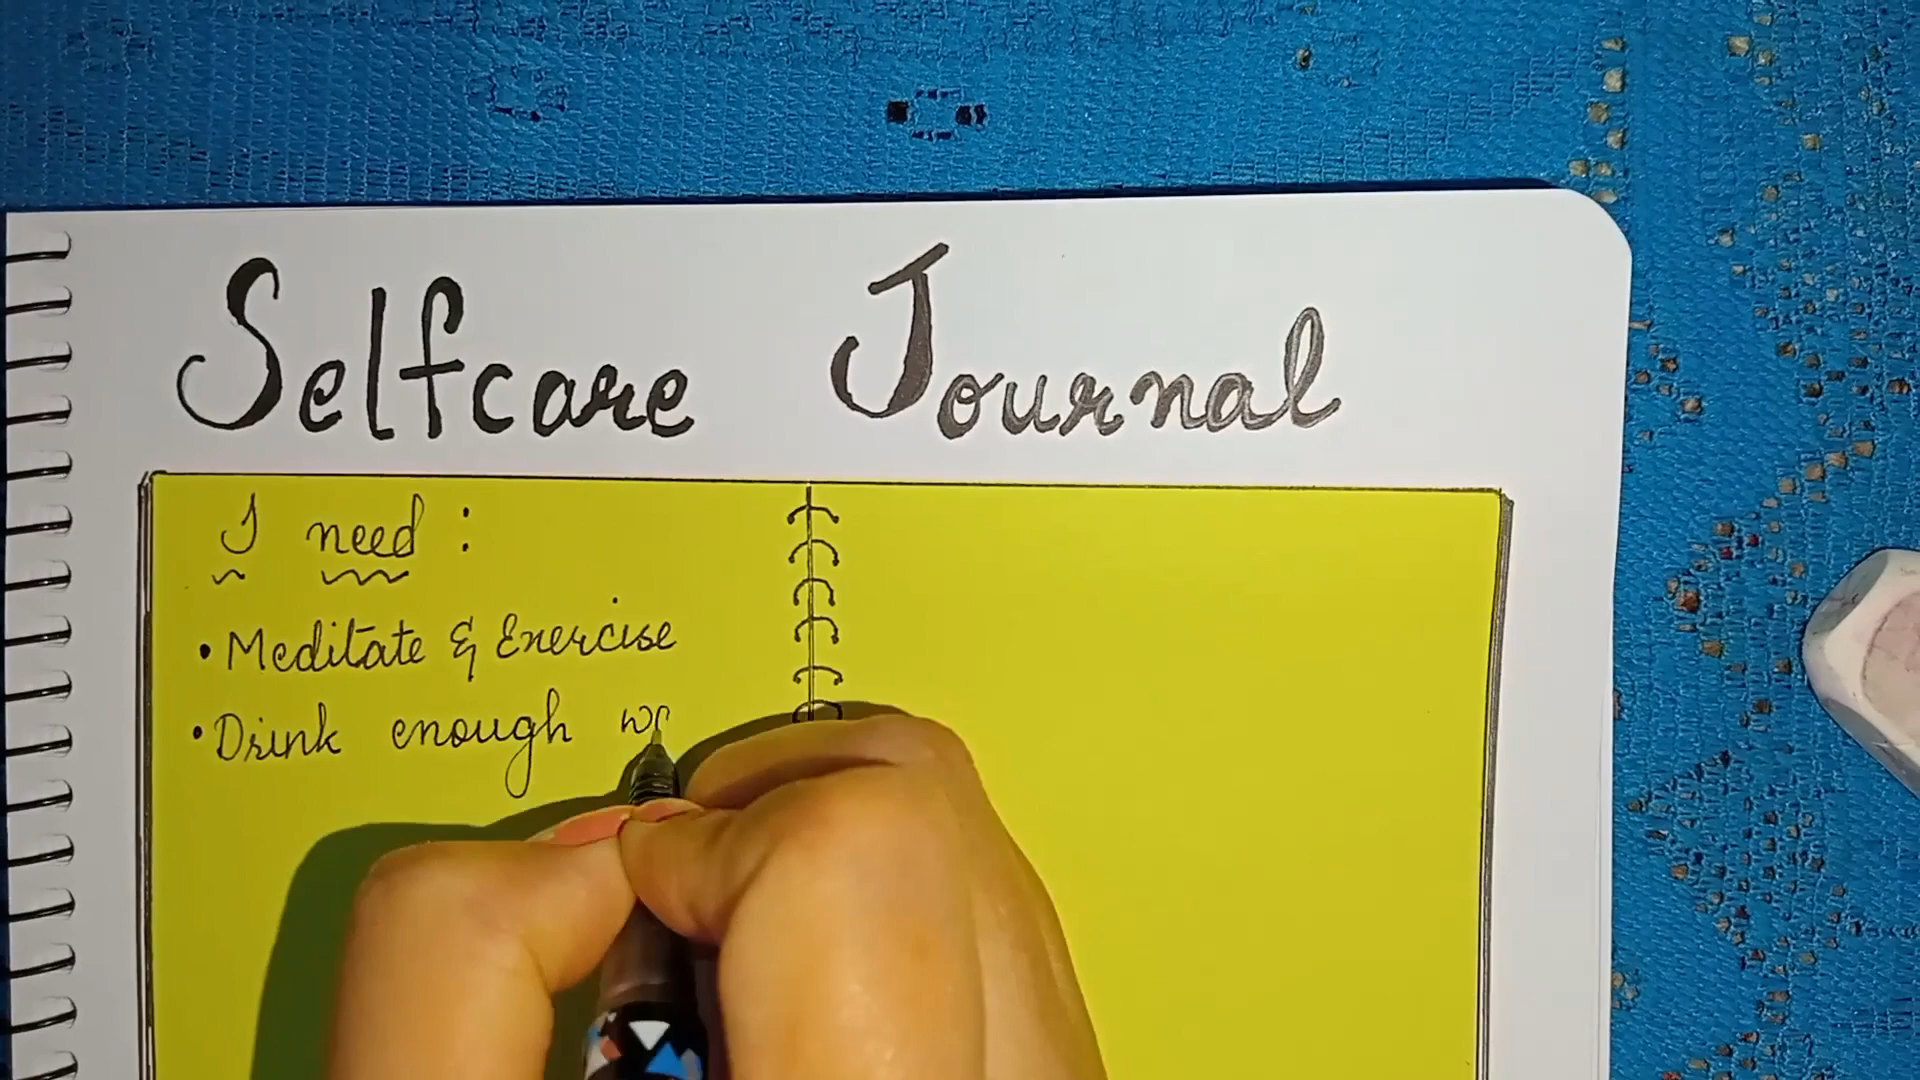 Selfcare Journal
I need :
• Meditate & Exercise
• Drink enough